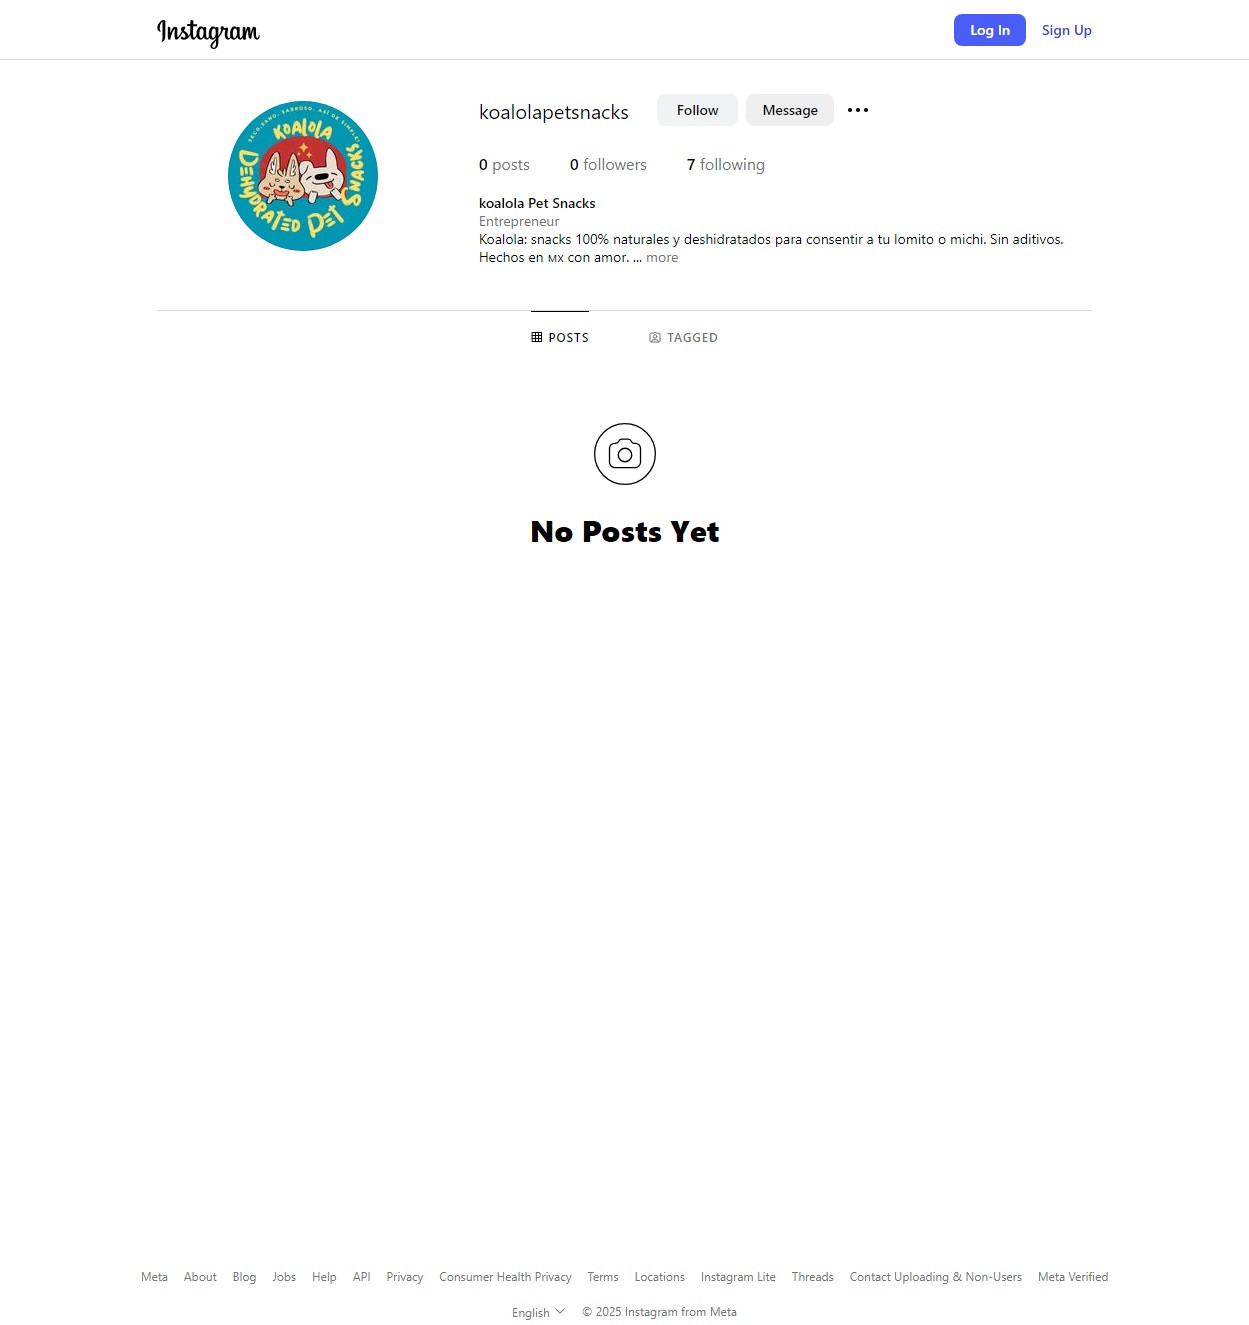 Instagram
Log In
Sign Up
SECO, SANO, SABROSO. ASÍ DE SIMPLE!
KOALOLA
DEHYDRATED PET SNACKS
koalolapetsnacks
Follow
Message
0 posts
0 followers
7 following
koalola Pet Snacks
Entrepreneur
Koalola: snacks 100% naturales y deshidratados para consentir a tu lomito o michi. Sin aditivos.
Hechos en MX con amor. ... more
POSTS
TAGGED
No Posts Yet
Meta About Blog Jobs Help API Privacy Consumer Health Privacy Terms Locations Instagram Lite Threads Contact Uploading & Non-Users Meta Verified
English
© 2025 Instagram from Meta